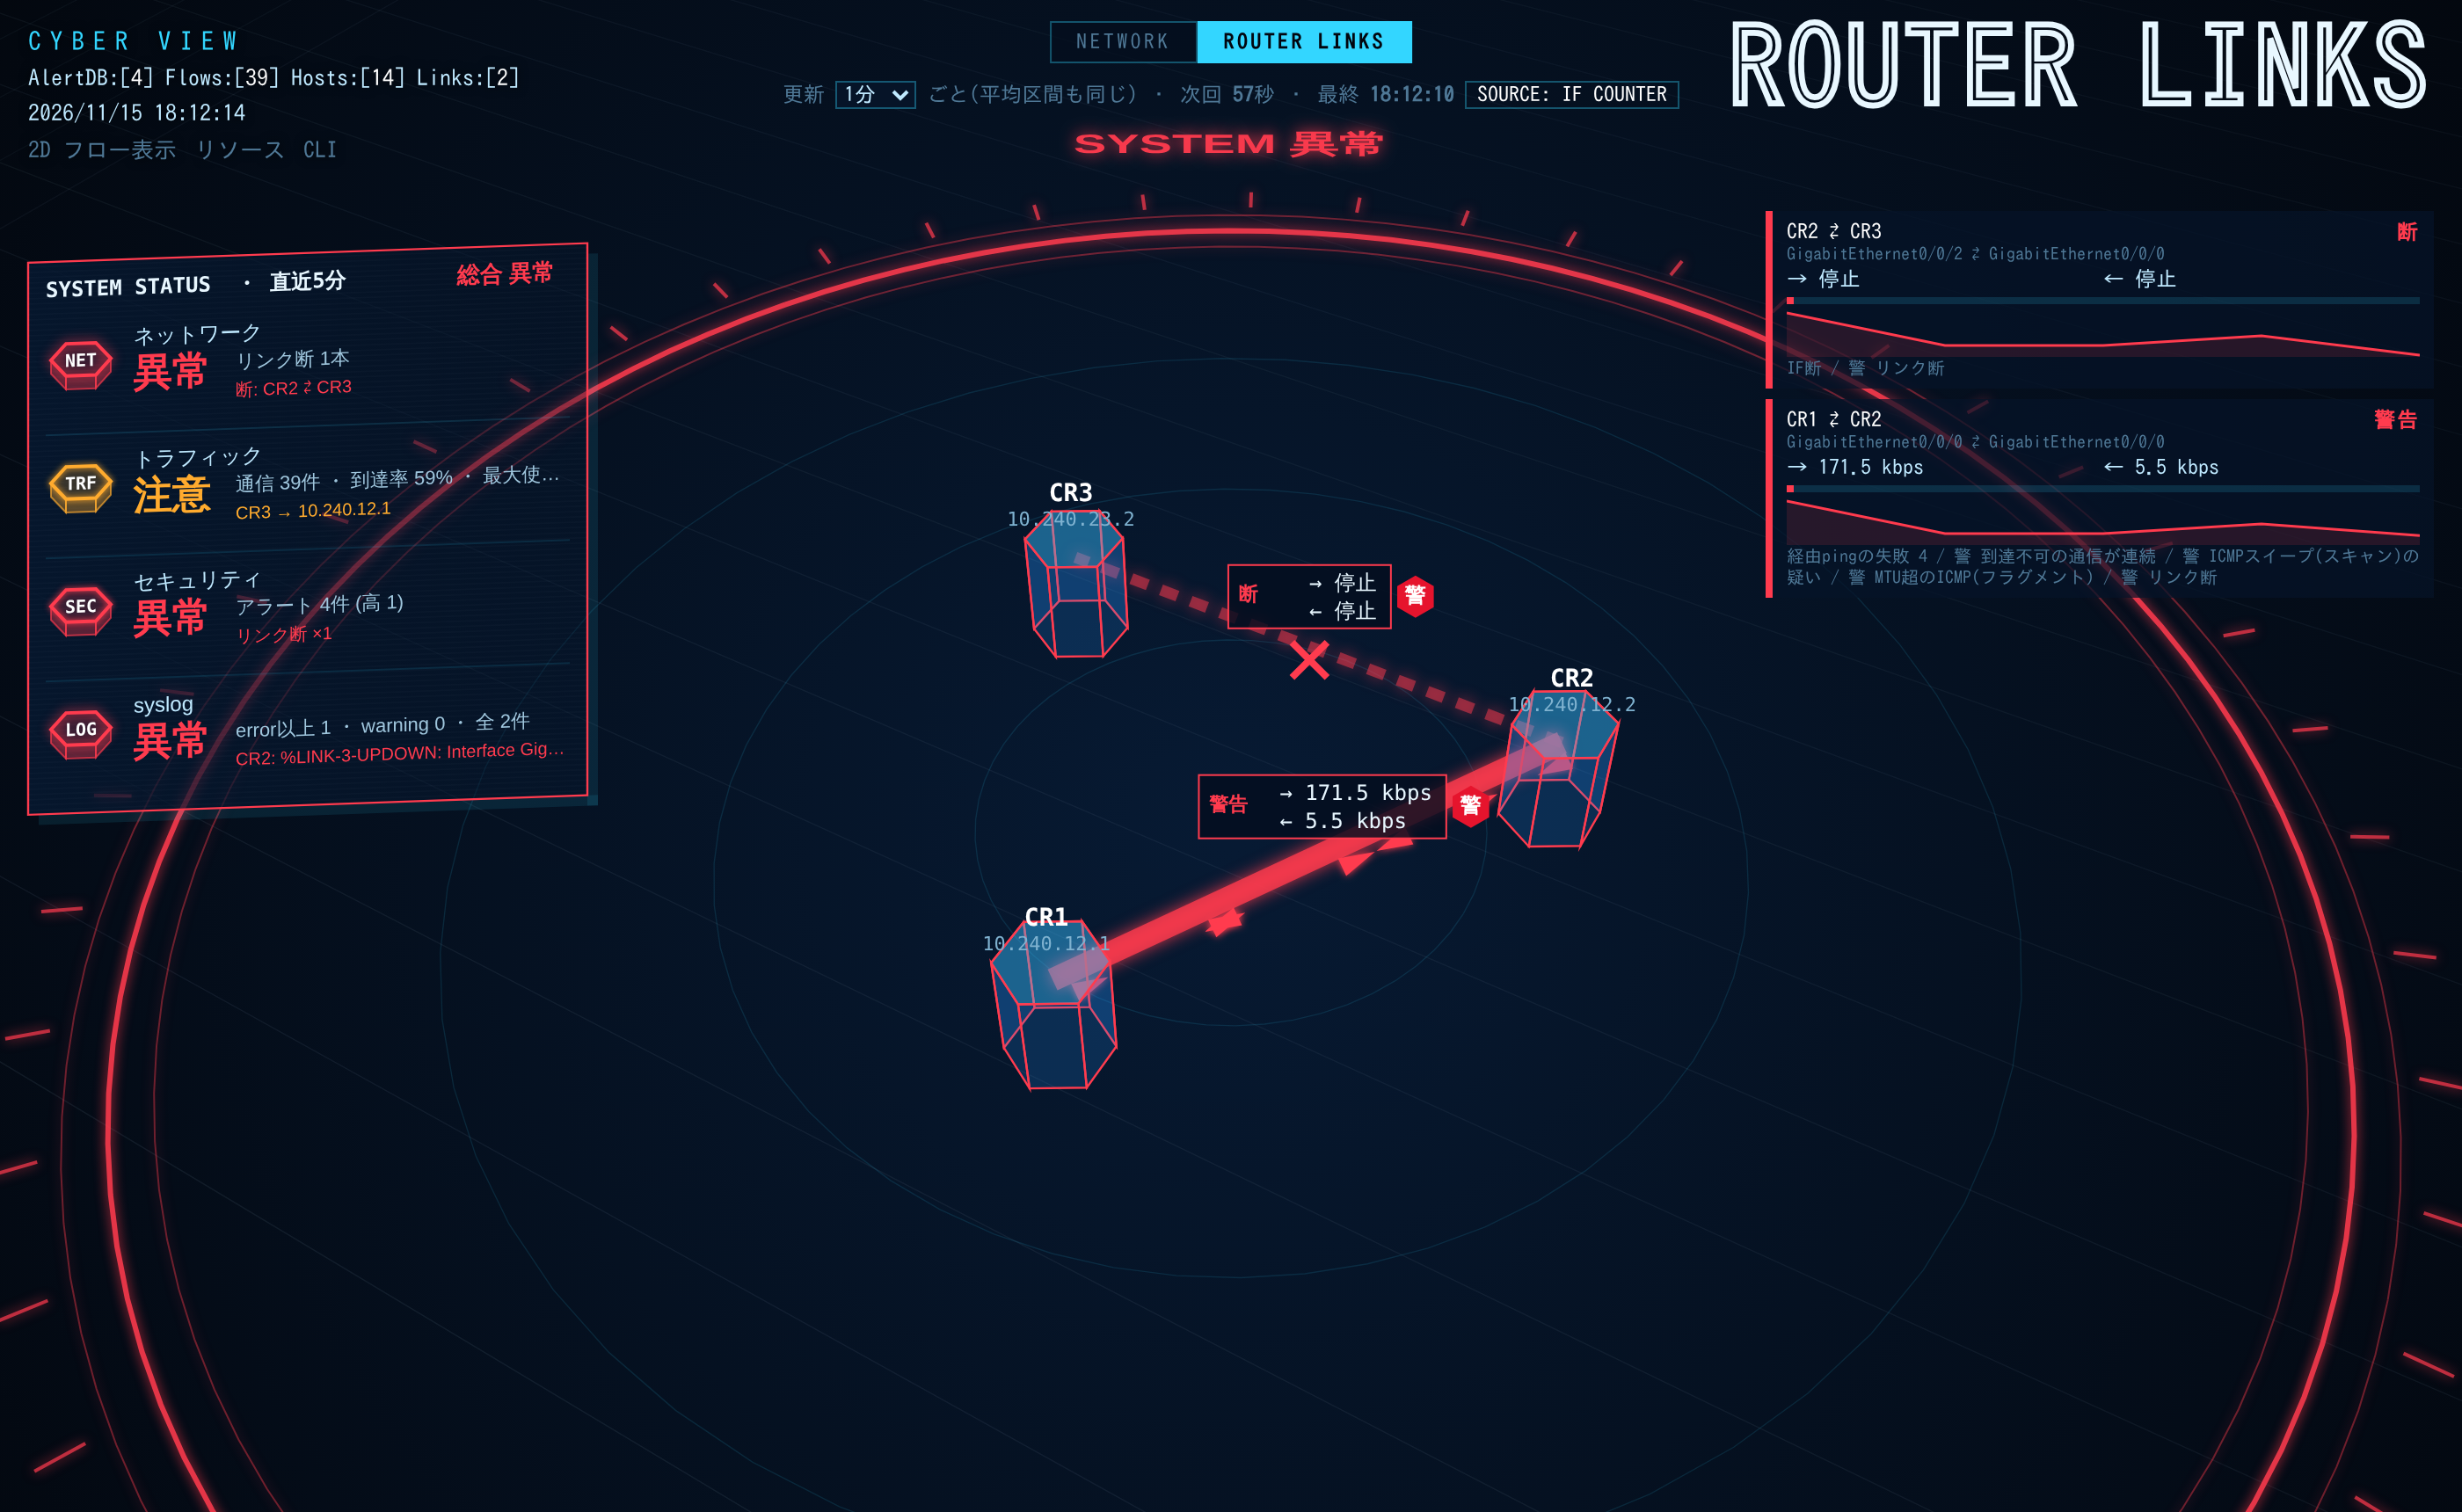 CYBER VIEW
AlertDB:[4] Flows:[39] Hosts:[14] Links:[2]
2026/11/15 18:12:14
2D フロー表示 リソース CLI
NETWORK
ROUTER LINKS
更新 1分 ごと(平均区間も同じ) ・ 次回 57秒 ・ 最終 18:12:10 SOURCE: IF COUNTER
ROUTER LINKS
SYSTEM 異常
SYSTEM STATUS ・ 直近5分
総合 異常
NET
ネットワーク
異常
リンク断 1本
断: CR2 ⇄ CR3
TRF
トラフィック
注意
通信 39件 ・ 到達率 59% ・ 最大使…
CR3 → 10.240.12.1
SEC
セキュリティ
異常
アラート 4件 (高 1)
リンク断 ×1
LOG
syslog
異常
error以上 1 ・ warning 0 ・ 全 2件
CR2: %LINK-3-UPDOWN: Interface Gig…
CR3
10.240.23.2
断
→ 停止
← 停止
警
CR2
10.240.12.2
警告
→ 171.5 kbps
← 5.5 kbps
警
CR1
10.240.12.1
CR2 ⇄ CR3
断
GigabitEthernet0/0/2 ⇄ GigabitEthernet0/0/0
→ 停止
← 停止
IF断 / 警 リンク断
CR1 ⇄ CR2
警告
GigabitEthernet0/0/0 ⇄ GigabitEthernet0/0/0
→ 171.5 kbps
← 5.5 kbps
経由pingの失敗 4 / 警 到達不可の通信が連続 / 警 ICMPスイープ(スキャン)の
疑い / 警 MTU超のICMP(フラグメント) / 警 リンク断